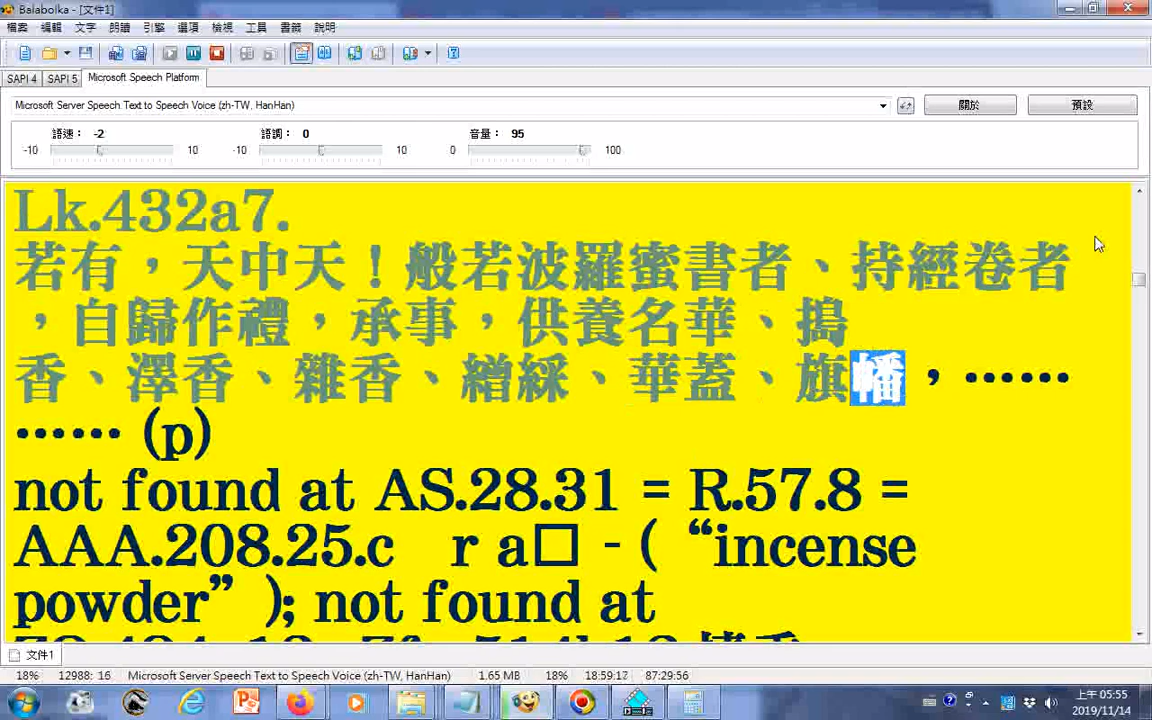 Balabolka - [文件1]
檔案 編輯 文字 朗讀 引擎 選項 檢視 工具 書籤 說明
SAPI 4 SAPI 5 Microsoft Speech Platform
Microsoft Server Speech Text to Speech Voice (zh-TW, HanHan) 關於 預設
語速： -2 語調： 0 音量： 95
-10 10 -10 10 0 100
Lk.432a7.
若有，天中天！般若波羅蜜書者、持經卷者
，自歸作禮，承事，供養名華、搗
香、澤香、雜香、繒綵、華蓋、旗幡，……
…… (p)
not found at AS.28.31 = R.57.8 =
AAA.208.25.c r a□ - ( “incense
powder” ); not found at
文件1
18% 12988: 16 Microsoft Server Speech Text to Speech Voice (zh-TW, HanHan) 1.65 MB 18% 18:59:17 87:29:56
上午 05:55
2019/11/14